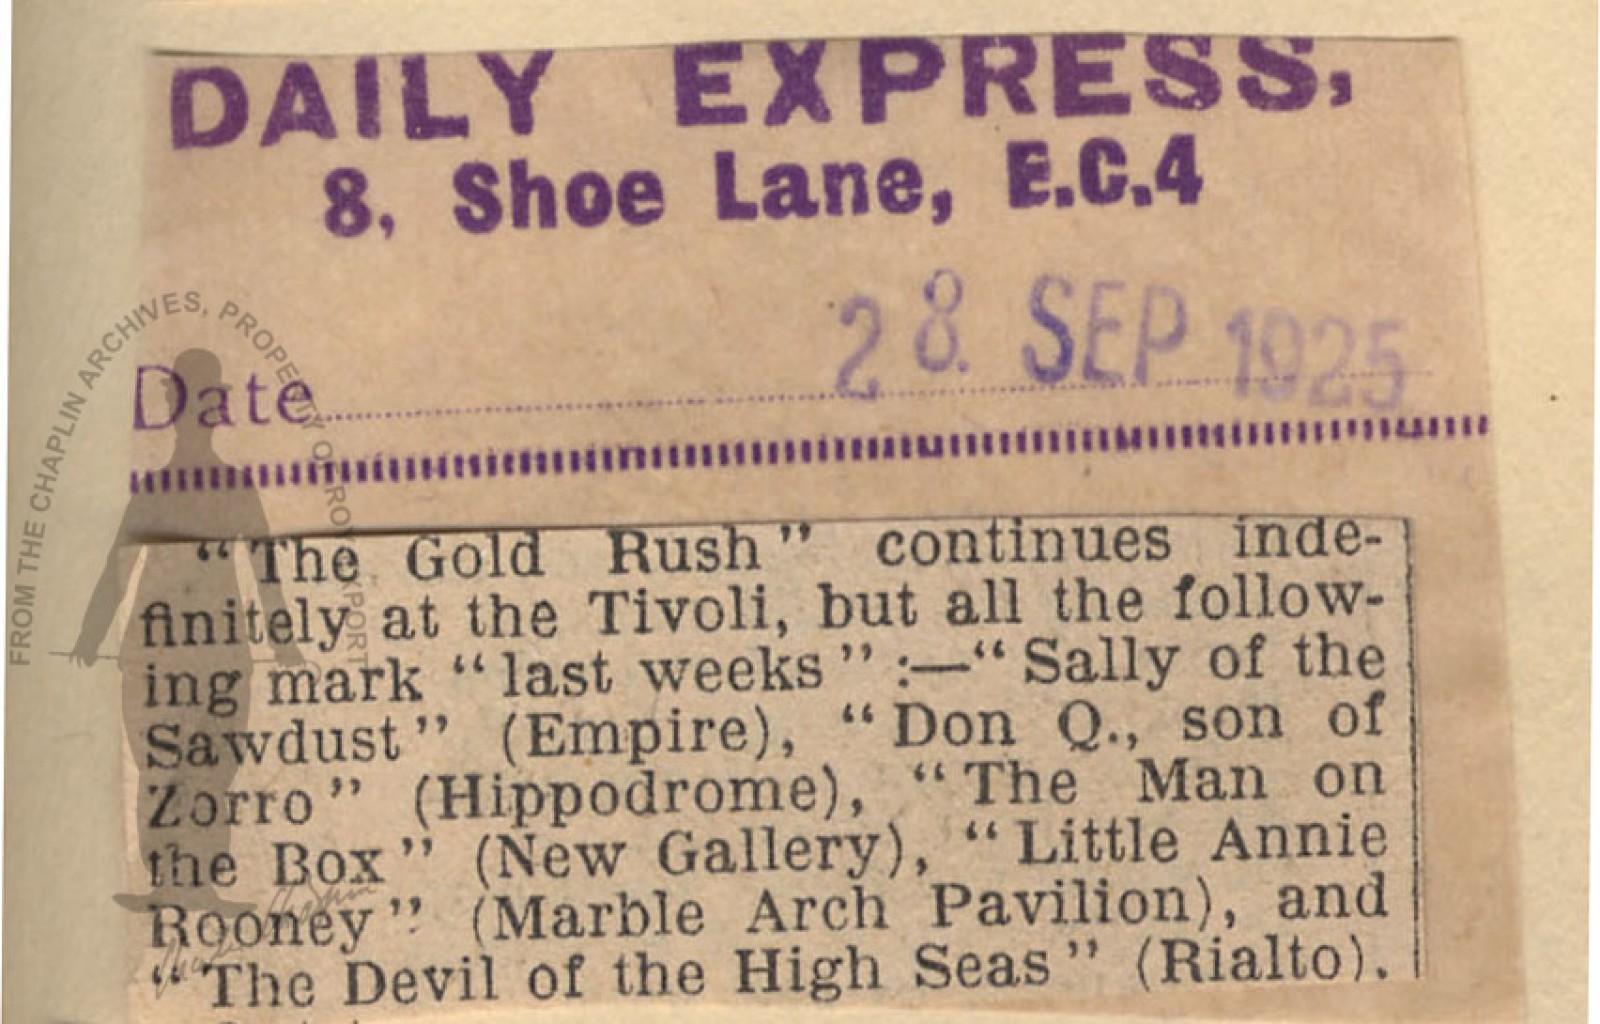 DAILY EXPRESS,
8, Shoe Lane, E.C.4
28 SEP 1925
Date
FROM THE CHAPLIN ARCHIVES, PROPERTY OF ROY EXPORT
“The Gold Rush” continues inde-
finitely at the Tivoli, but all the follow-
ing mark “last weeks”:—“Sally of the
Sawdust” (Empire), “Don Q., son of
Zorro” (Hippodrome), “The Man on
the Box” (New Gallery), “Little Annie
Rooney” (Marble Arch Pavilion), and
“The Devil of the High Seas” (Rialto).